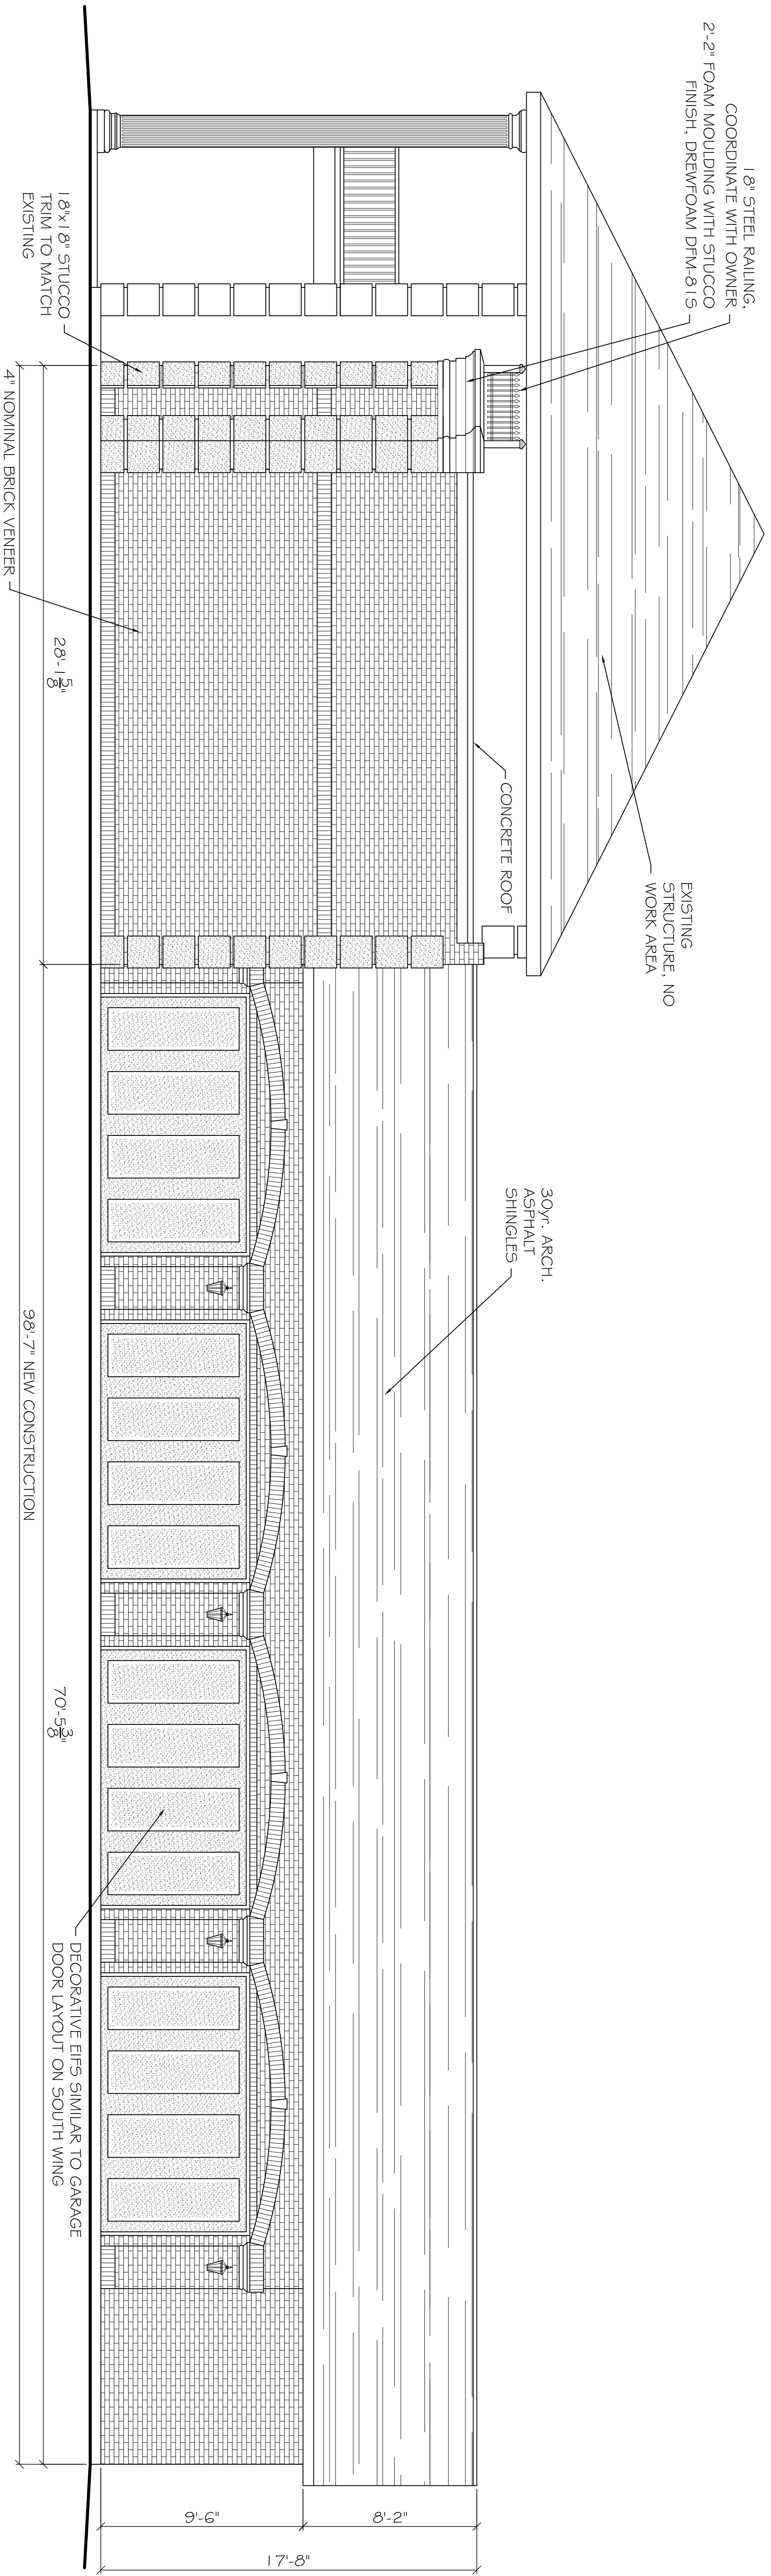 18" STEEL RAILING,
COORDINATE WITH OWNER
2'-2" FOAM MOULDING WITH STUCCO
FINISH, DREWFOAM DFM-815
EXISTING
STRUCTURE, NO
WORK AREA
CONCRETE ROOF
30yr. ARCH.
ASPHALT
SHINGLES
18"x18" STUCCO
TRIM TO MATCH
EXISTING
4" NOMINAL BRICK VENEER
28'-1 5/8"
70'-5 3/8"
98'-7" NEW CONSTRUCTION
DECORATIVE EIFS SIMILAR TO GARAGE
DOOR LAYOUT ON SOUTH WING
9'-6"
8'-2"
17'-8"